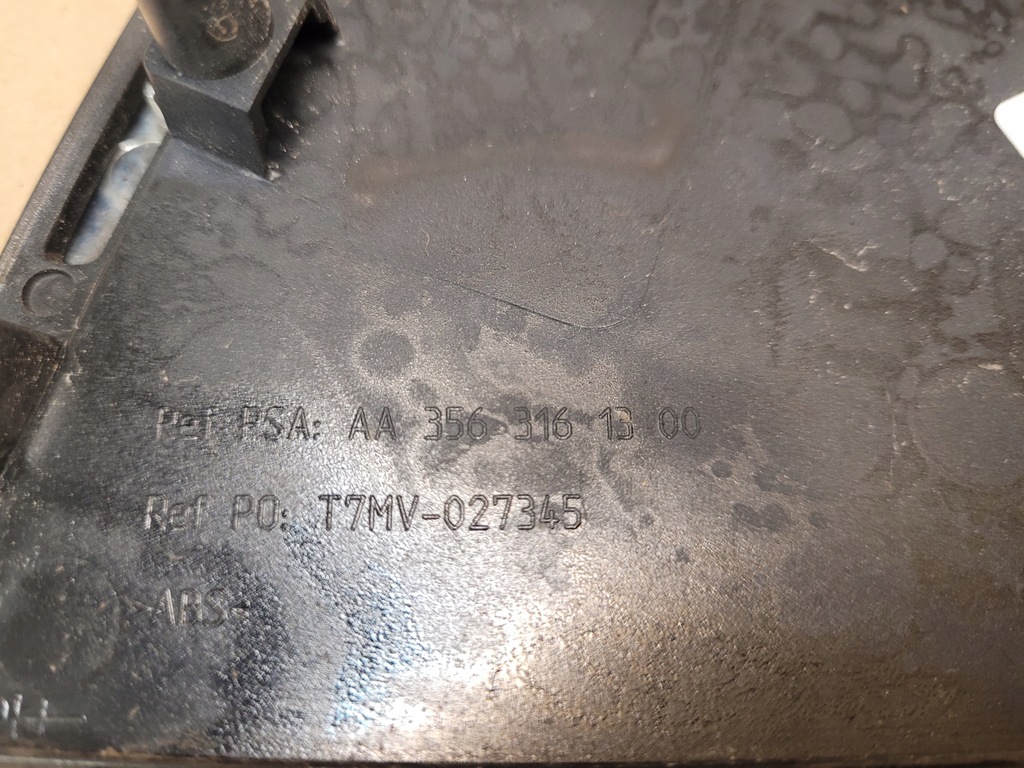 Ref PSA: AA 356 316 13 00
Ref PO: T7MV-027345
>ABS<